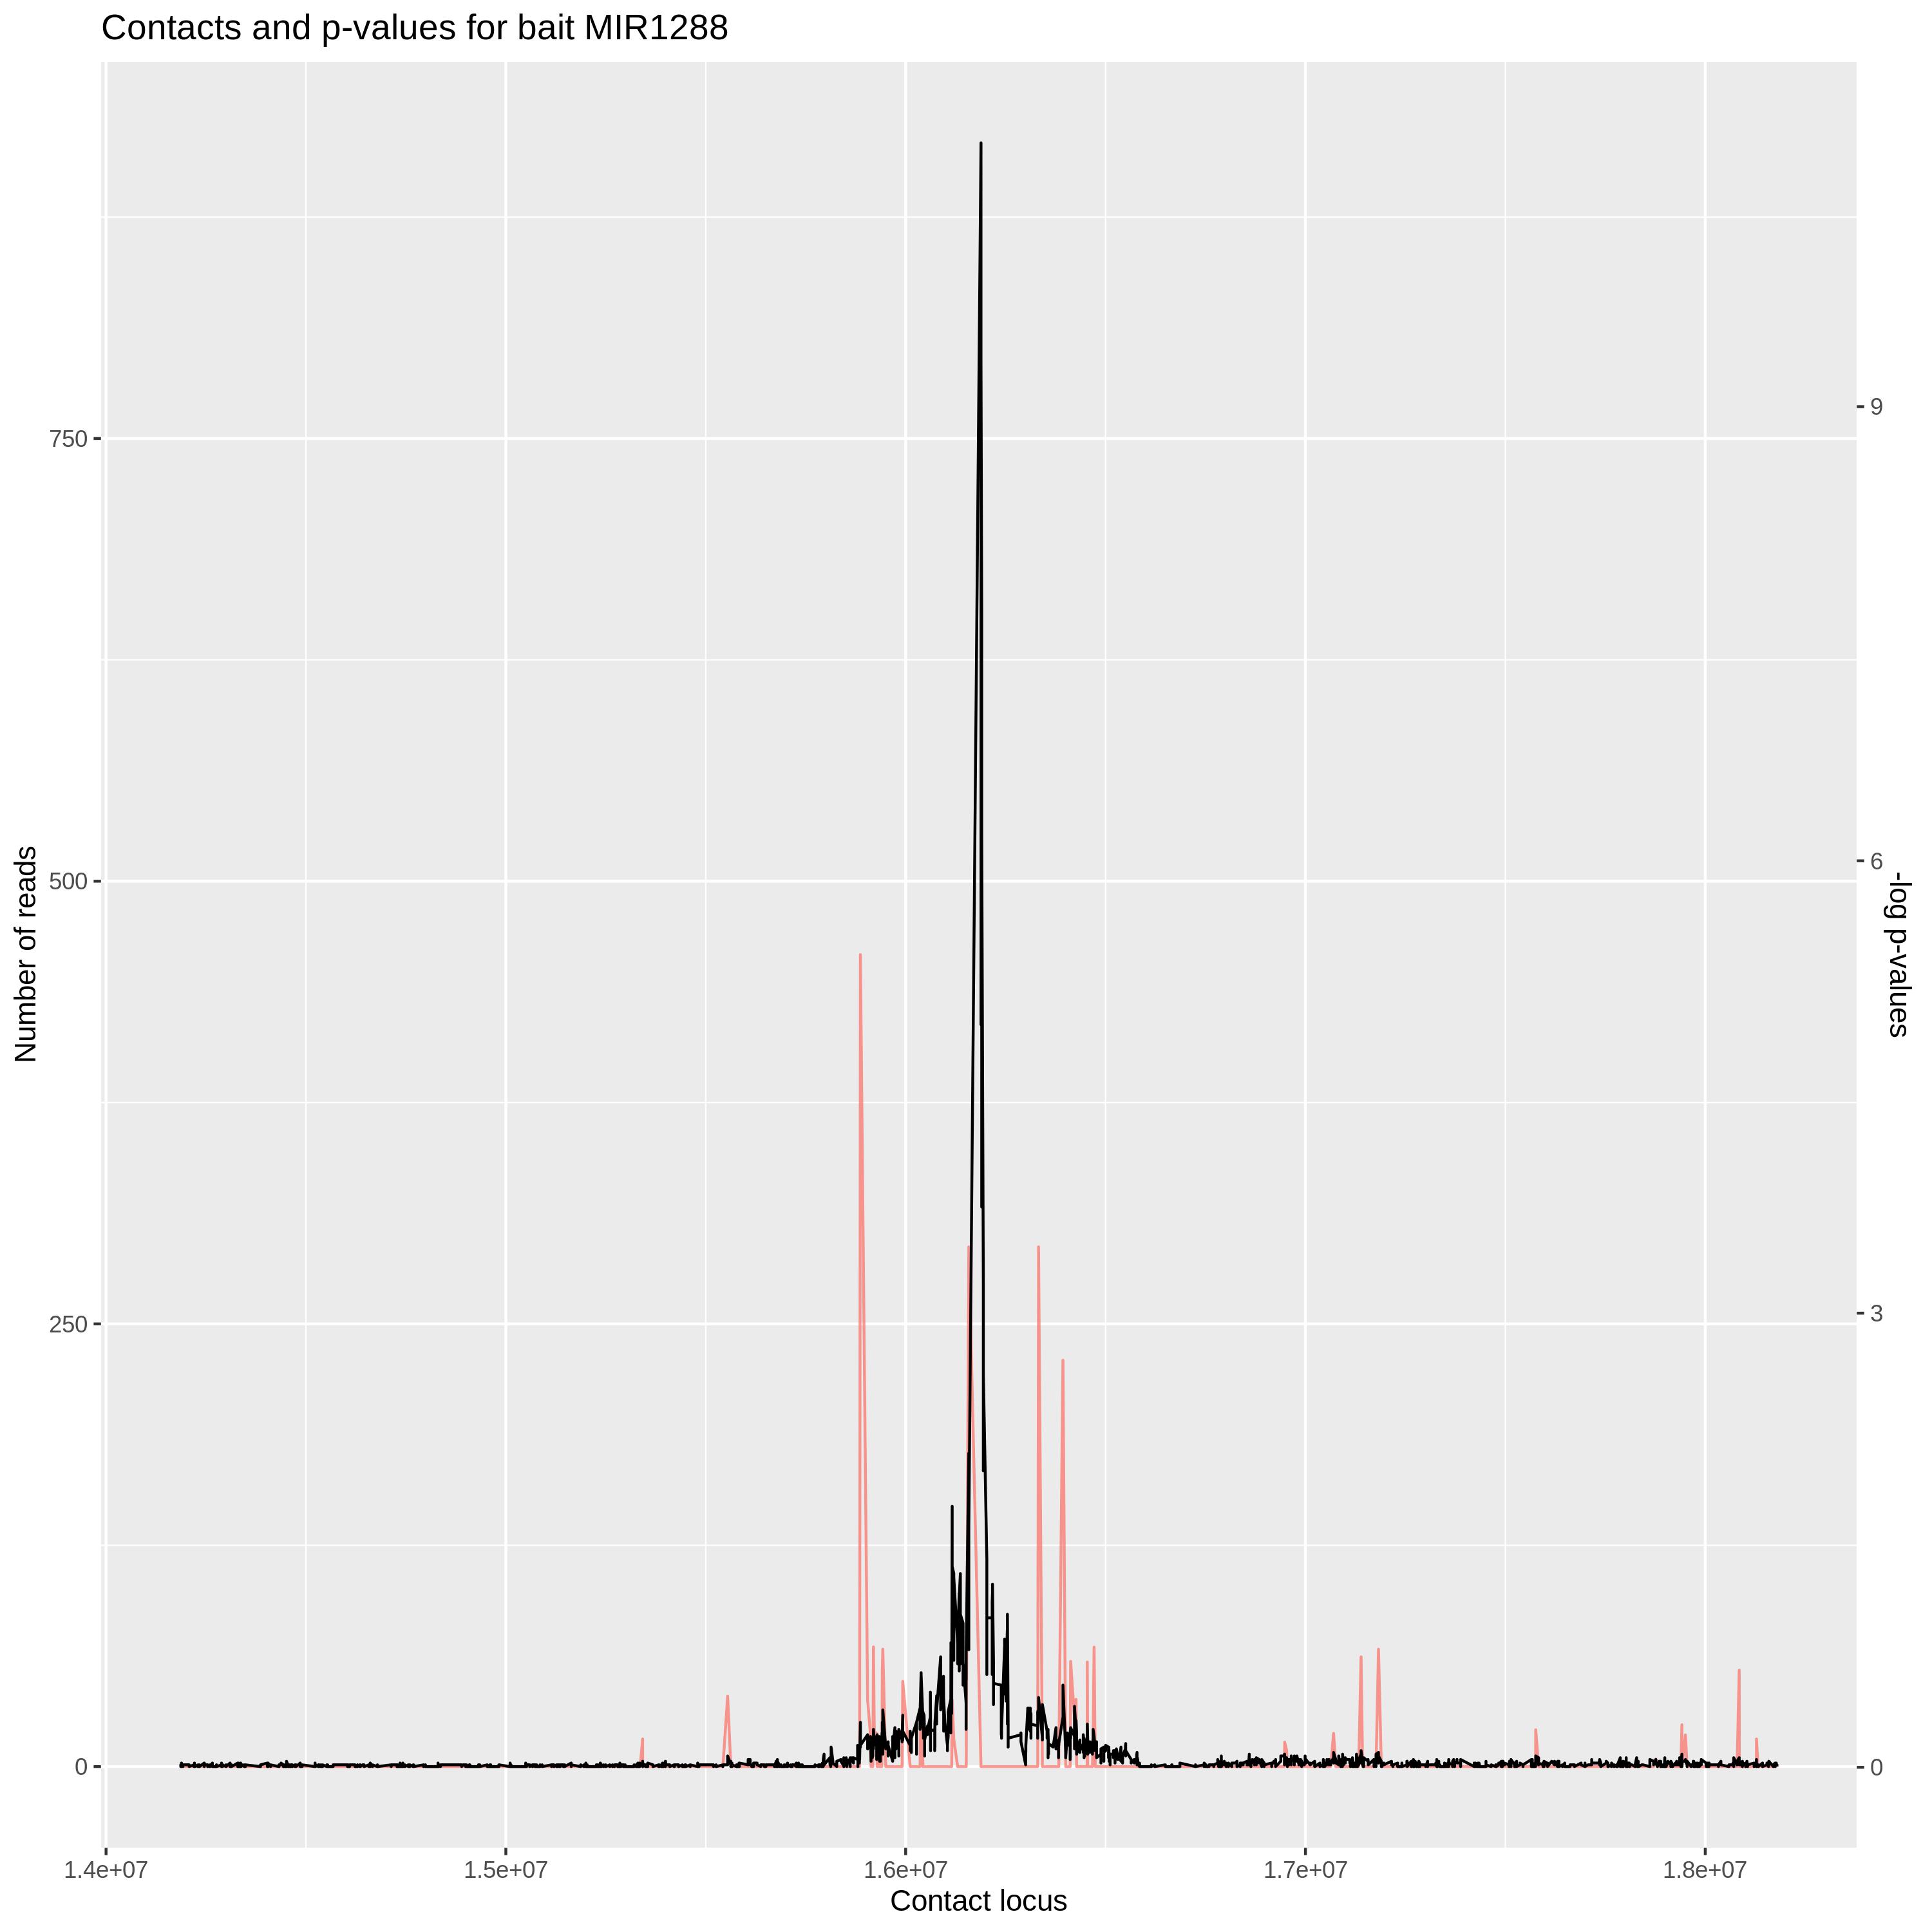 Contacts and p-values for bait MIR1288
750
500
250
0
9
6
3
0
Number of reads
-log p-values
1.4e+07
1.5e+07
1.6e+07
1.7e+07
1.8e+07
Contact locus